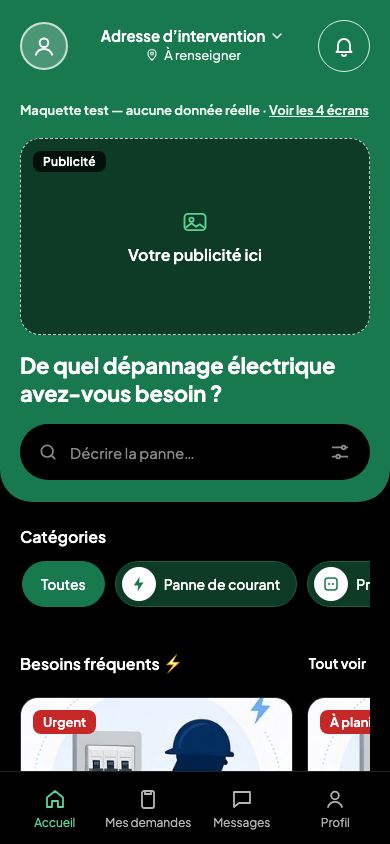 Adresse d’intervention
À renseigner
Maquette test — aucune donnée réelle · Voir les 4 écrans
Publicité
Votre publicité ici
De quel dépannage électrique
avez-vous besoin ?
Décrire la panne…
Catégories
Toutes
Panne de courant
Pr
Besoins fréquents ⚡
Tout voir
Urgent
À plani
Accueil
Mes demandes
Messages
Profil